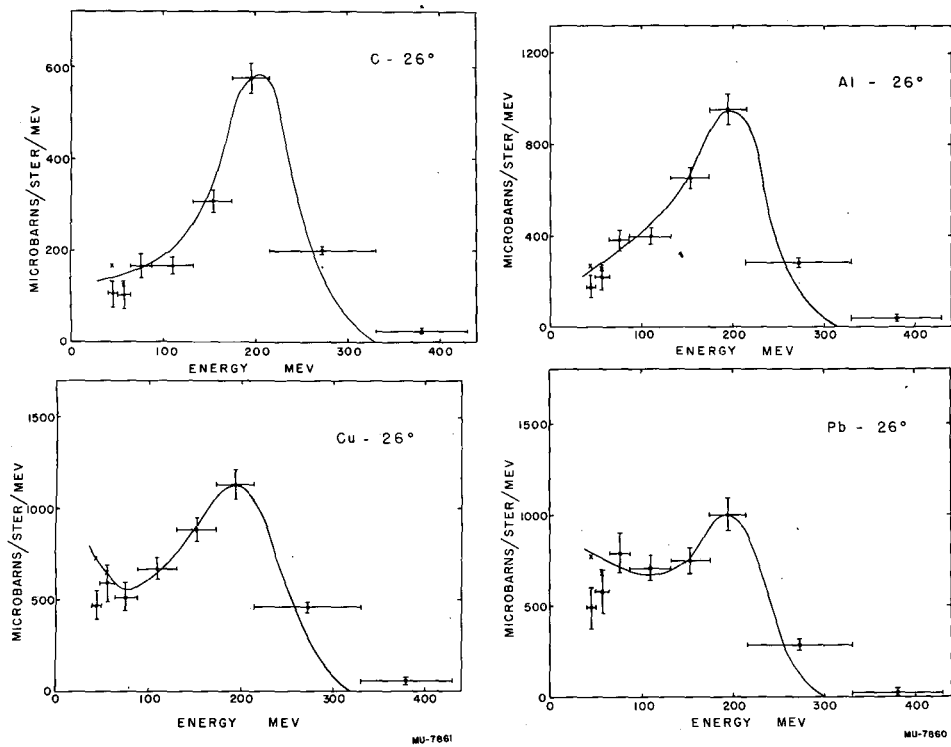 C - 26°
600
400
200
0
MICROBARNS/STER/MEV
0 100 200 300 400
ENERGY MEV
Al - 26°
1200
800
400
0
MICROBARNS/STER/MEV
0 100 200 300 400
ENERGY MEV
Cu - 26°
1500
1000
500
0
MICROBARNS/STER/MEV
0 100 200 300 400
ENERGY MEV
MU-7861
Pb - 26°
1500
1000
500
0
MICROBARNS/STER/MEV
0 100 200 300 400
ENERGY MEV
MU-7860